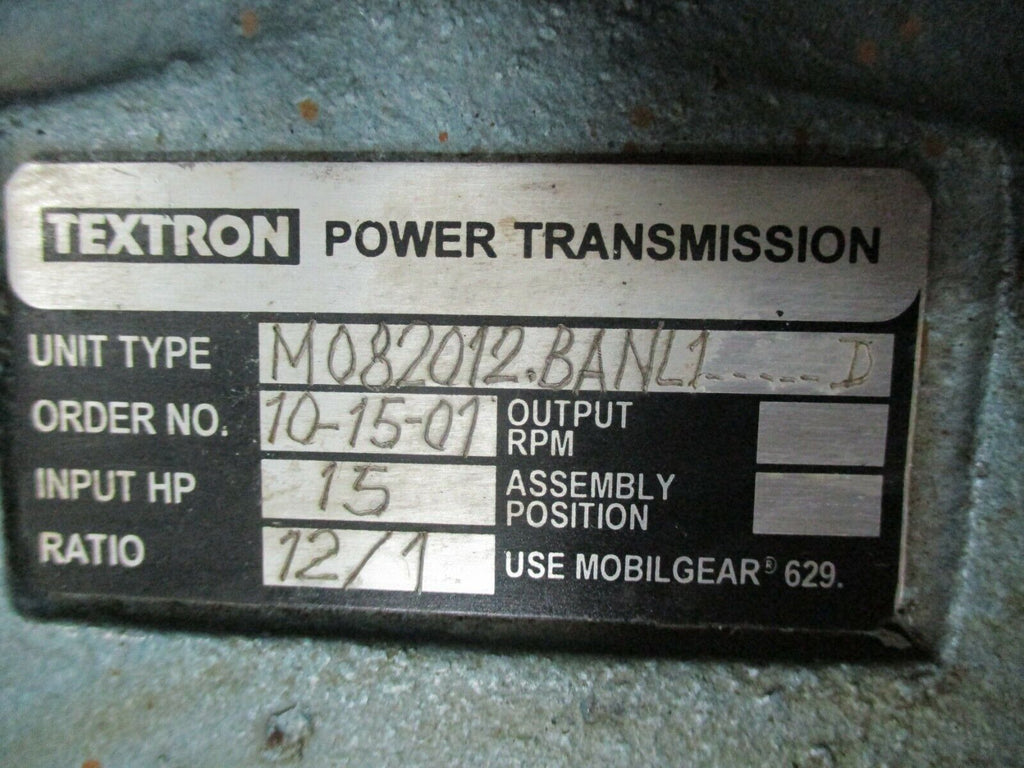 TEXTRON POWER TRANSMISSION
UNIT TYPE M082012.BANL1-----D
ORDER NO. 10-15-01 OUTPUT RPM
INPUT HP 15 ASSEMBLY POSITION
RATIO 12/1 USE MOBILGEAR® 629.